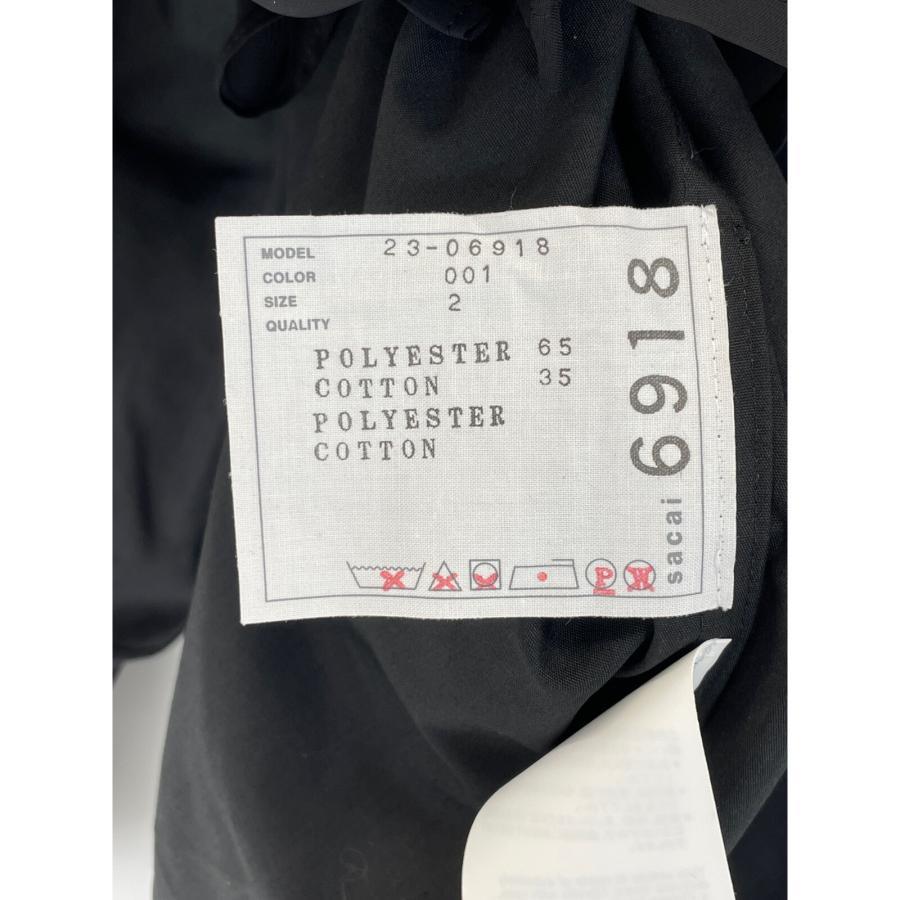 MODEL 23-06918
COLOR 001
SIZE 2
QUALITY
POLYESTER 65
COTTON 35
POLYESTER
COTTON
P W
sacai 6918